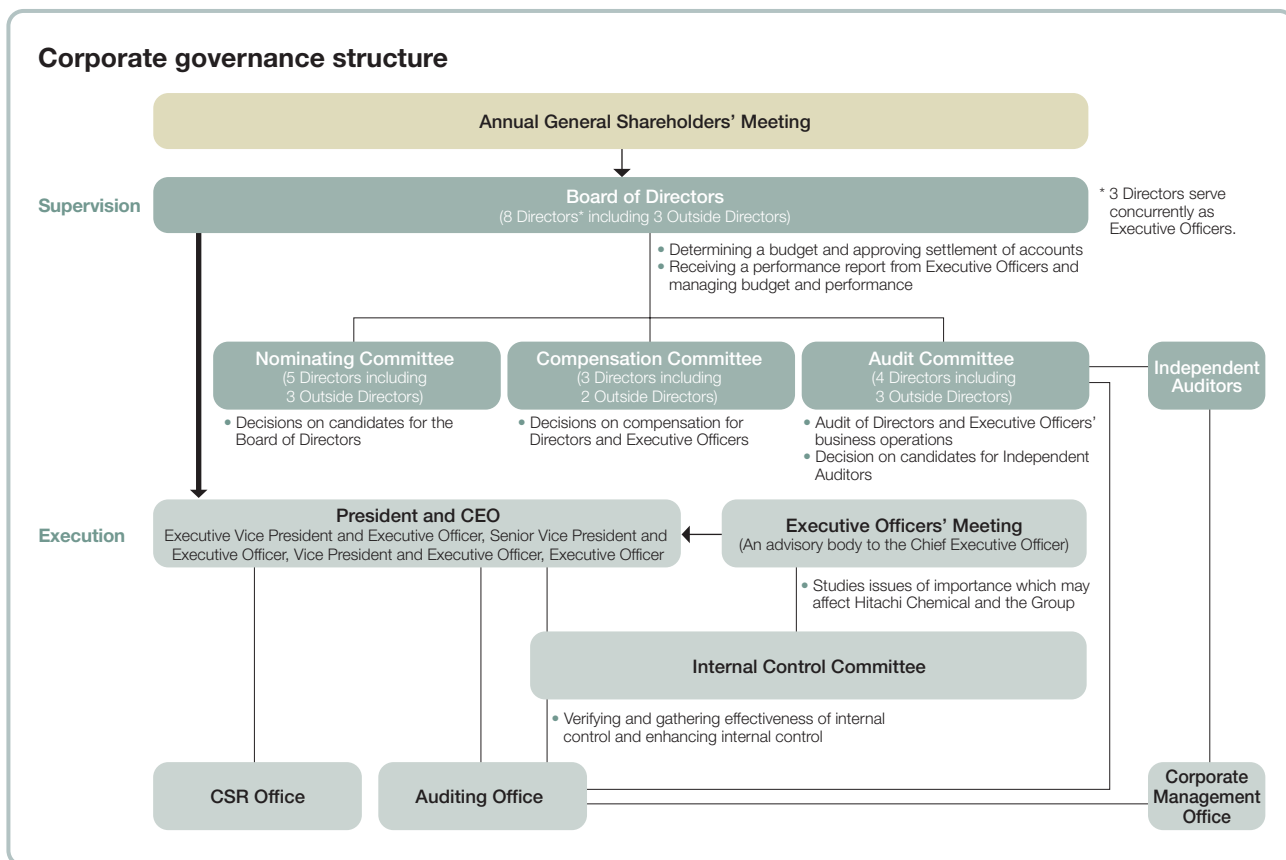 Corporate governance structure
Annual General Shareholders' Meeting
Supervision
Board of Directors
(8 Directors* including 3 Outside Directors)
* 3 Directors serve
concurrently as
Executive Officers.
• Determining a budget and approving settlement of accounts
• Receiving a performance report from Executive Officers and
managing budget and performance
Nominating Committee
(5 Directors including
3 Outside Directors)
• Decisions on candidates for the
Board of Directors
Compensation Committee
(3 Directors including
2 Outside Directors)
• Decisions on compensation for
Directors and Executive Officers
Audit Committee
(4 Directors including
3 Outside Directors)
• Audit of Directors and Executive Officers'
business operations
• Decision on candidates for Independent
Auditors
Independent
Auditors
Execution
President and CEO
Executive Vice President and Executive Officer, Senior Vice President and
Executive Officer, Vice President and Executive Officer, Executive Officer
Executive Officers' Meeting
(An advisory body to the Chief Executive Officer)
• Studies issues of importance which may
affect Hitachi Chemical and the Group
Internal Control Committee
• Verifying and gathering effectiveness of internal
control and enhancing internal control
CSR Office
Auditing Office
Corporate
Management
Office